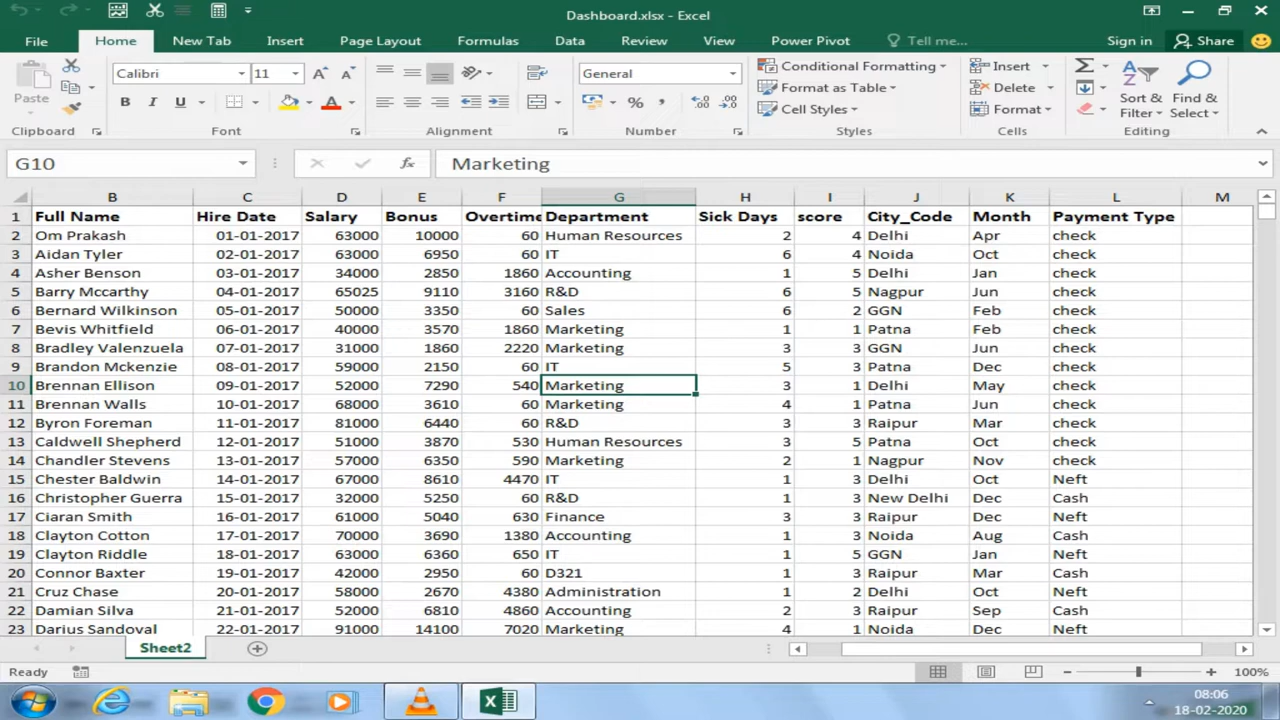 Dashboard.xlsx - Excel
File Home New Tab Insert Page Layout Formulas Data Review View Power Pivot Tell me... Sign in Share
Paste Calibri 11 General Conditional Formatting Insert
B I U % , Format as Table Delete Sort & Find &
Cell Styles Format Filter Select
Clipboard Font Alignment Number Styles Cells Editing
G10 fx Marketing
B C D E F G H I J K L M
1 Full Name Hire Date Salary Bonus Overtime Department Sick Days score City_Code Month Payment Type
2 Om Prakash 01-01-2017 63000 10000 60 Human Resources 2 4 Delhi Apr check
3 Aidan Tyler 02-01-2017 63000 6950 60 IT 6 4 Noida Oct check
4 Asher Benson 03-01-2017 34000 2850 1860 Accounting 1 5 Delhi Jan check
5 Barry Mccarthy 04-01-2017 65025 9110 3160 R&D 6 5 Nagpur Jun check
6 Bernard Wilkinson 05-01-2017 50000 3350 60 Sales 6 2 GGN Feb check
7 Bevis Whitfield 06-01-2017 40000 3570 1860 Marketing 1 1 Patna Feb check
8 Bradley Valenzuela 07-01-2017 31000 1860 2220 Marketing 3 3 GGN Jun check
9 Brandon Mckenzie 08-01-2017 59000 2150 60 IT 5 3 Patna Dec check
10 Brennan Ellison 09-01-2017 52000 7290 540 Marketing 3 1 Delhi May check
11 Brennan Walls 10-01-2017 68000 3610 60 Marketing 4 1 Patna Jun check
12 Byron Foreman 11-01-2017 81000 6440 60 R&D 3 3 Raipur Mar check
13 Caldwell Shepherd 12-01-2017 51000 3870 530 Human Resources 3 5 Patna Oct check
14 Chandler Stevens 13-01-2017 57000 6350 590 Marketing 2 1 Nagpur Nov check
15 Chester Baldwin 14-01-2017 67000 8610 4470 IT 1 3 Delhi Oct Neft
16 Christopher Guerra 15-01-2017 32000 5250 60 R&D 1 3 New Delhi Dec Cash
17 Ciaran Smith 16-01-2017 61000 5040 630 Finance 3 3 Raipur Dec Neft
18 Clayton Cotton 17-01-2017 70000 3690 1380 Accounting 1 3 Noida Aug Cash
19 Clayton Riddle 18-01-2017 63000 6360 650 IT 1 5 GGN Jan Neft
20 Connor Baxter 19-01-2017 42000 2950 60 D321 1 3 Raipur Mar Cash
21 Cruz Chase 20-01-2017 58000 2670 4380 Administration 1 2 Delhi Oct Neft
22 Damian Silva 21-01-2017 52000 6810 4860 Accounting 2 3 Raipur Sep Cash
23 Darius Sandoval 22-01-2017 91000 14100 7020 Marketing 4 1 Noida Dec Neft
Sheet2
Ready 100%
08:06
18-02-2020